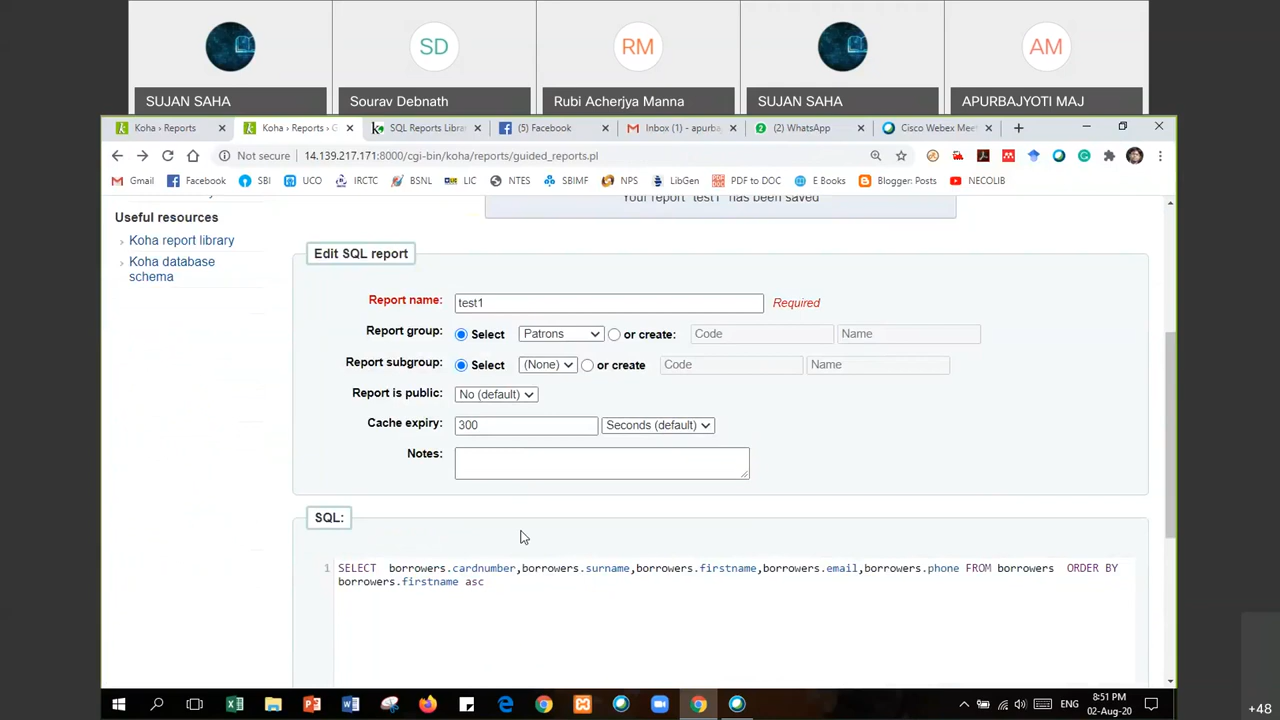 SD
RM
AM
SUJAN SAHA
Sourav Debnath
Rubi Acherjya Manna
SUJAN SAHA
APURBAJYOTI MAJ
Koha › Reports
Koha › Reports › G
SQL Reports Libra
(5) Facebook
Inbox (1) - apurba
(2) WhatsApp
Cisco Webex Mee
Not secure
14.139.217.171:8000/cgi-bin/koha/reports/guided_reports.pl
Gmail
Facebook
SBI
UCO
IRCTC
BSNL
LIC
NTES
SBIMF
NPS
LibGen
PDF to DOC
E Books
Blogger: Posts
NECOLIB
Your report "test1" has been saved
Useful resources
Koha report library
Koha database
schema
Edit SQL report
Report name: test1 Required
Report group: Select Patrons or create: Code Name
Report subgroup: Select (None) or create Code Name
Report is public: No (default)
Cache expiry: 300 Seconds (default)
Notes:
SQL:
1 SELECT  borrowers.cardnumber,borrowers.surname,borrowers.firstname,borrowers.email,borrowers.phone FROM borrowers  ORDER BY
borrowers.firstname asc
ENG
8:51 PM
02-Aug-20
+48